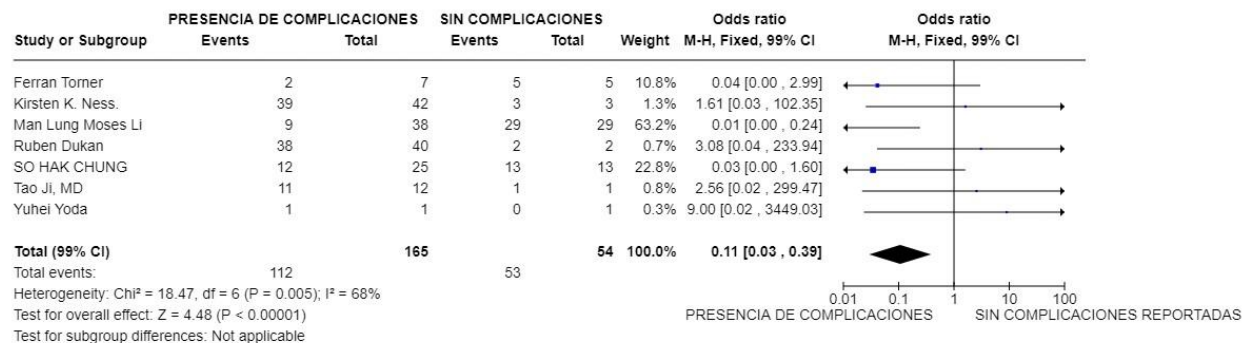 PRESENCIA DE COMPLICACIONES SIN COMPLICACIONES Odds ratio Odds ratio
Study or Subgroup Events Total Events Total Weight M-H, Fixed, 99% CI M-H, Fixed, 99% CI
Ferran Torner 2 7 5 5 10.8% 0.04 [0.00 , 2.99]
Kirsten K. Ness. 39 42 3 3 1.3% 1.61 [0.03 , 102.35]
Man Lung Moses Li 9 38 29 29 63.2% 0.01 [0.00 , 0.24]
Ruben Dukan 38 40 2 2 0.7% 3.08 [0.04 , 233.94]
SO HAK CHUNG 12 25 13 13 22.8% 0.03 [0.00 , 1.60]
Tao Ji, MD 11 12 1 1 0.8% 2.56 [0.02 , 299.47]
Yuhei Yoda 1 1 0 1 0.3% 9.00 [0.02 , 3449.03]
Total (99% CI) 165 54 100.0% 0.11 [0.03 , 0.39]
Total events: 112 53
Heterogeneity: Chi² = 18.47, df = 6 (P = 0.005); I² = 68%
Test for overall effect: Z = 4.48 (P < 0.00001)
Test for subgroup differences: Not applicable
0.01 0.1 1 10 100
PRESENCIA DE COMPLICACIONES SIN COMPLICACIONES REPORTADAS